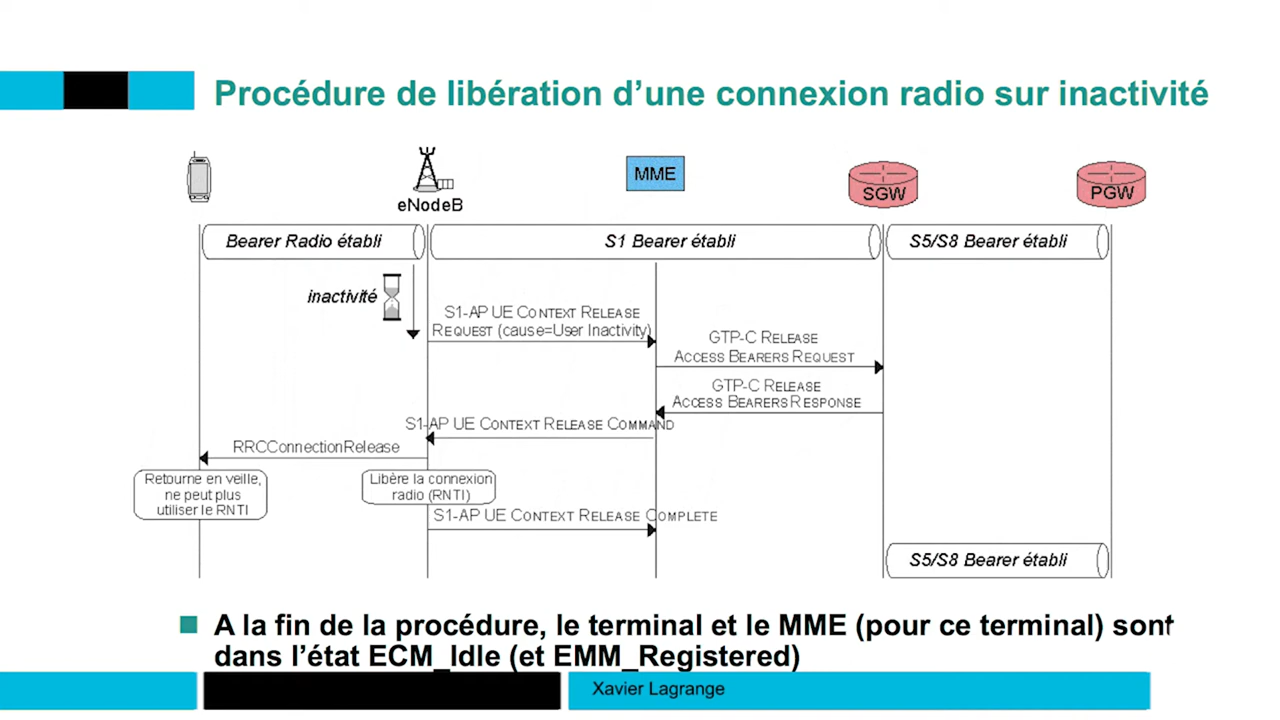 Procédure de libération d’une connexion radio sur inactivité
MME
SGW
PGW
eNodeB
Bearer Radio établi
S1 Bearer établi
S5/S8 Bearer établi
inactivité
S1-AP UE CONTEXT RELEASE
REQUEST (cause=User Inactivity)
GTP-C RELEASE
ACCESS BEARERS REQUEST
GTP-C RELEASE
ACCESS BEARERS RESPONSE
S1-AP UE CONTEXT RELEASE COMMAND
RRCConnectionRelease
Retourne en veille,
ne peut plus
utiliser le RNTI
Libère la connexion
radio (RNTI)
S1-AP UE CONTEXT RELEASE COMPLETE
S5/S8 Bearer établi
A la fin de la procédure, le terminal et le MME (pour ce terminal) sont
dans l’état ECM_Idle (et EMM_Registered)
Xavier Lagrange